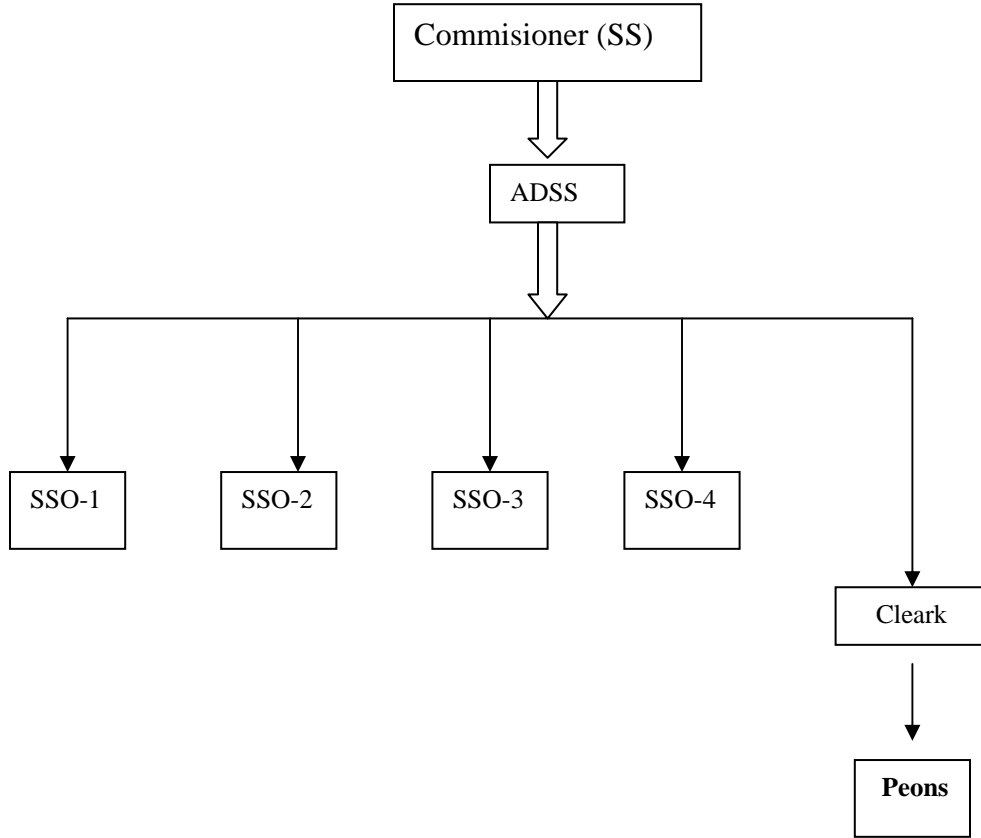 Commisioner (SS)
ADSS
SSO-1
SSO-2
SSO-3
SSO-4
Cleark
Peons